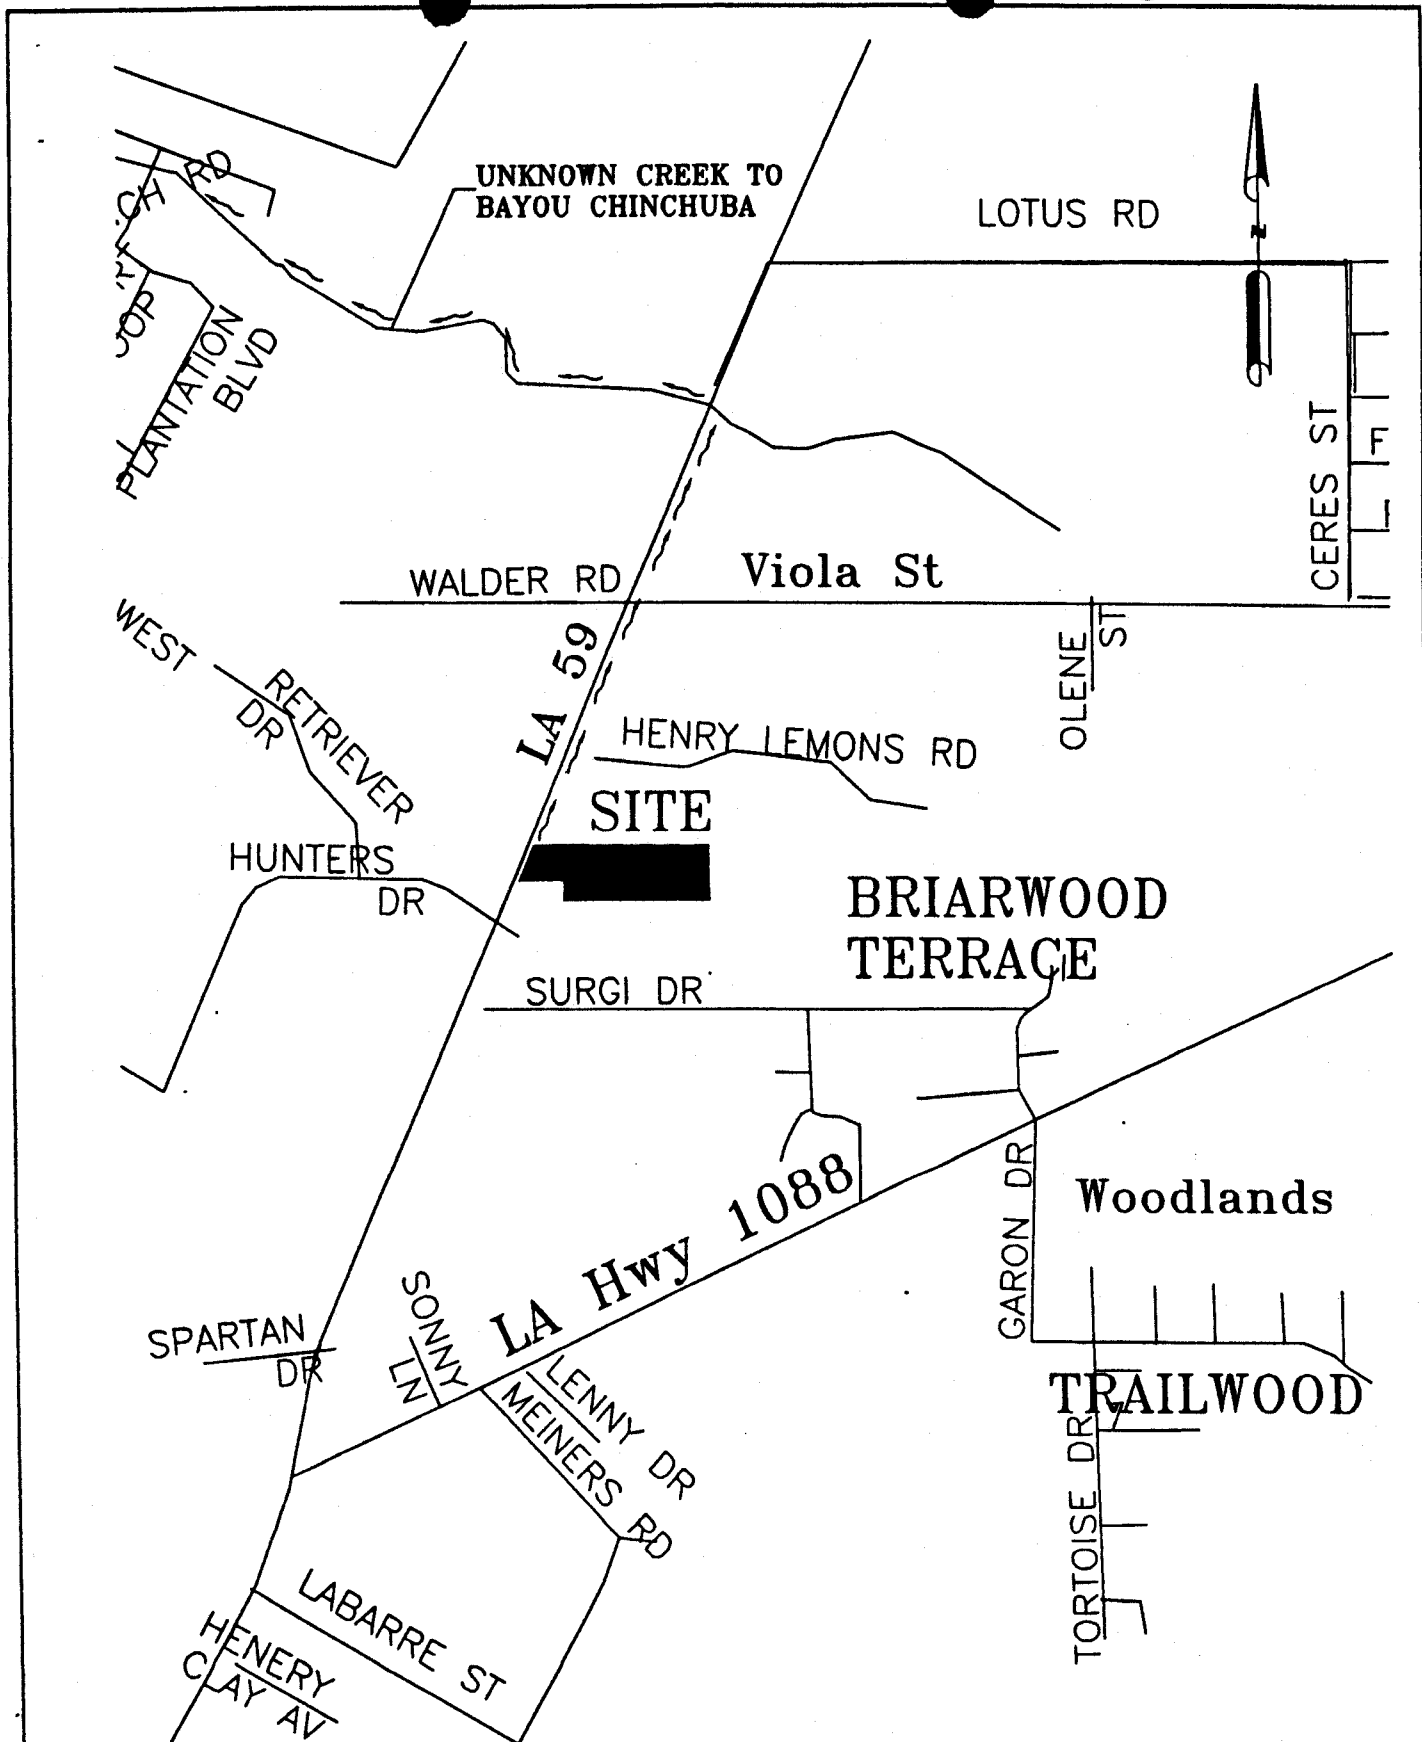 UNKNOWN CREEK TO
BAYOU CHINCHUBA
RD
LOTUS RD
N
PLANTATION
BLVD
CERES ST
F
WALDER RD
Viola St
OLENE
ST
WEST
RETRIEVER
DR
LA 59
HENRY LEMONS RD
SITE
HUNTERS
DR
BRIARWOOD
TERRACE
SURGI DR
LA Hwy 1088
GARON DR
Woodlands
SPARTAN
DR
SONNY
LN
LENNY DR
MEINERS RD
TRAILWOOD
TORTOISE DR
LABARRE ST
HENERY
CLAY AV